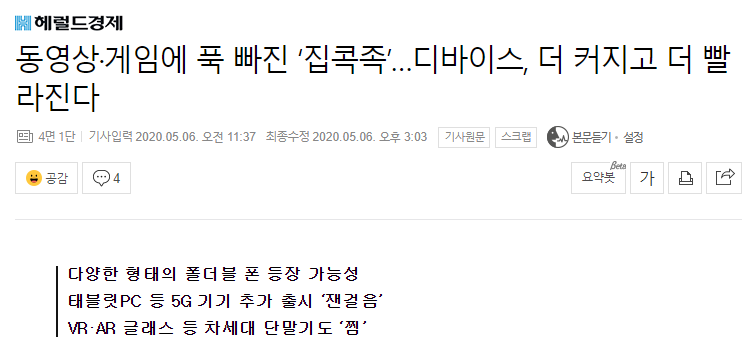 헤럴드경제
동영상·게임에 푹 빠진 ‘집콕족’…디바이스, 더 커지고 더 빨
라진다
4면 1단 기사입력 2020.05.06. 오전 11:37 최종수정 2020.05.06. 오후 3:03 기사원문 스크랩 본문듣기 · 설정
공감 4 요약봇 Beta 가
다양한 형태의 폴더블 폰 등장 가능성
태블릿PC 등 5G 기기 추가 출시 ‘잰걸음’
VR·AR 글래스 등 차세대 단말기도 ‘찜’